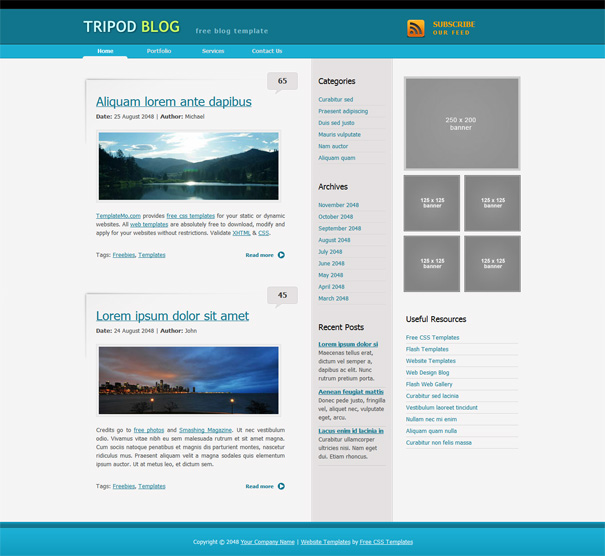 TRIPOD BLOG
free blog template
SUBSCRIBE
OUR FEED
Home Portfolio Services Contact Us
65
Aliquam lorem ante dapibus
Date: 25 August 2048 | Author: Michael
TemplateMo.com provides free css templates for your static or dynamic
websites. All web templates are absolutely free to download, modify and
apply for your websites without restrictions. Validate XHTML & CSS.
Tags: Freebies, Templates
Read more
45
Lorem ipsum dolor sit amet
Date: 24 August 2048 | Author: John
Credits go to free photos and Smashing Magazine. Ut nec vestibulum
odio. Vivamus vitae nibh eu sem malesuada rutrum et sit amet magna.
Cum sociis natoque penatibus et magnis dis parturient montes, nascetur
ridiculus mus. Praesent aliquam velit a magna sodales quis elementum
ipsum auctor. Ut at metus leo, et dictum sem.
Tags: Freebies, Templates
Read more
Categories
Curabitur sed
Praesent adipiscing
Duis sed justo
Mauris vulputate
Nam auctor
Aliquam quam
Archives
November 2048
October 2048
September 2048
August 2048
July 2048
June 2048
May 2048
April 2048
March 2048
Recent Posts
Lorem ipsum dolor si
Maecenas tellus erat,
dictum vel semper a,
dapibus ac elit. Nunc
rutrum pretium porta.
Aenean feugiat mattis
Donec pede justo, fringilla
vel, aliquet nec, vulputate
eget, arcu.
Lacus enim id lacinia in
Curabitur ullamcorper
ultricies nisi. Nam eget
dui. Etiam rhoncus.
250 x 200
banner
125 x 125
banner
125 x 125
banner
125 x 125
banner
125 x 125
banner
Useful Resources
Free CSS Templates
Flash Templates
Website Templates
Web Design Blog
Flash Web Gallery
Curabitur sed lacinia
Vestibulum laoreet tincidunt
Nullam nec mi enim
Aliquam quam nulla
Curabitur non felis massa
Copyright © 2048 Your Company Name | Website Templates by Free CSS Templates